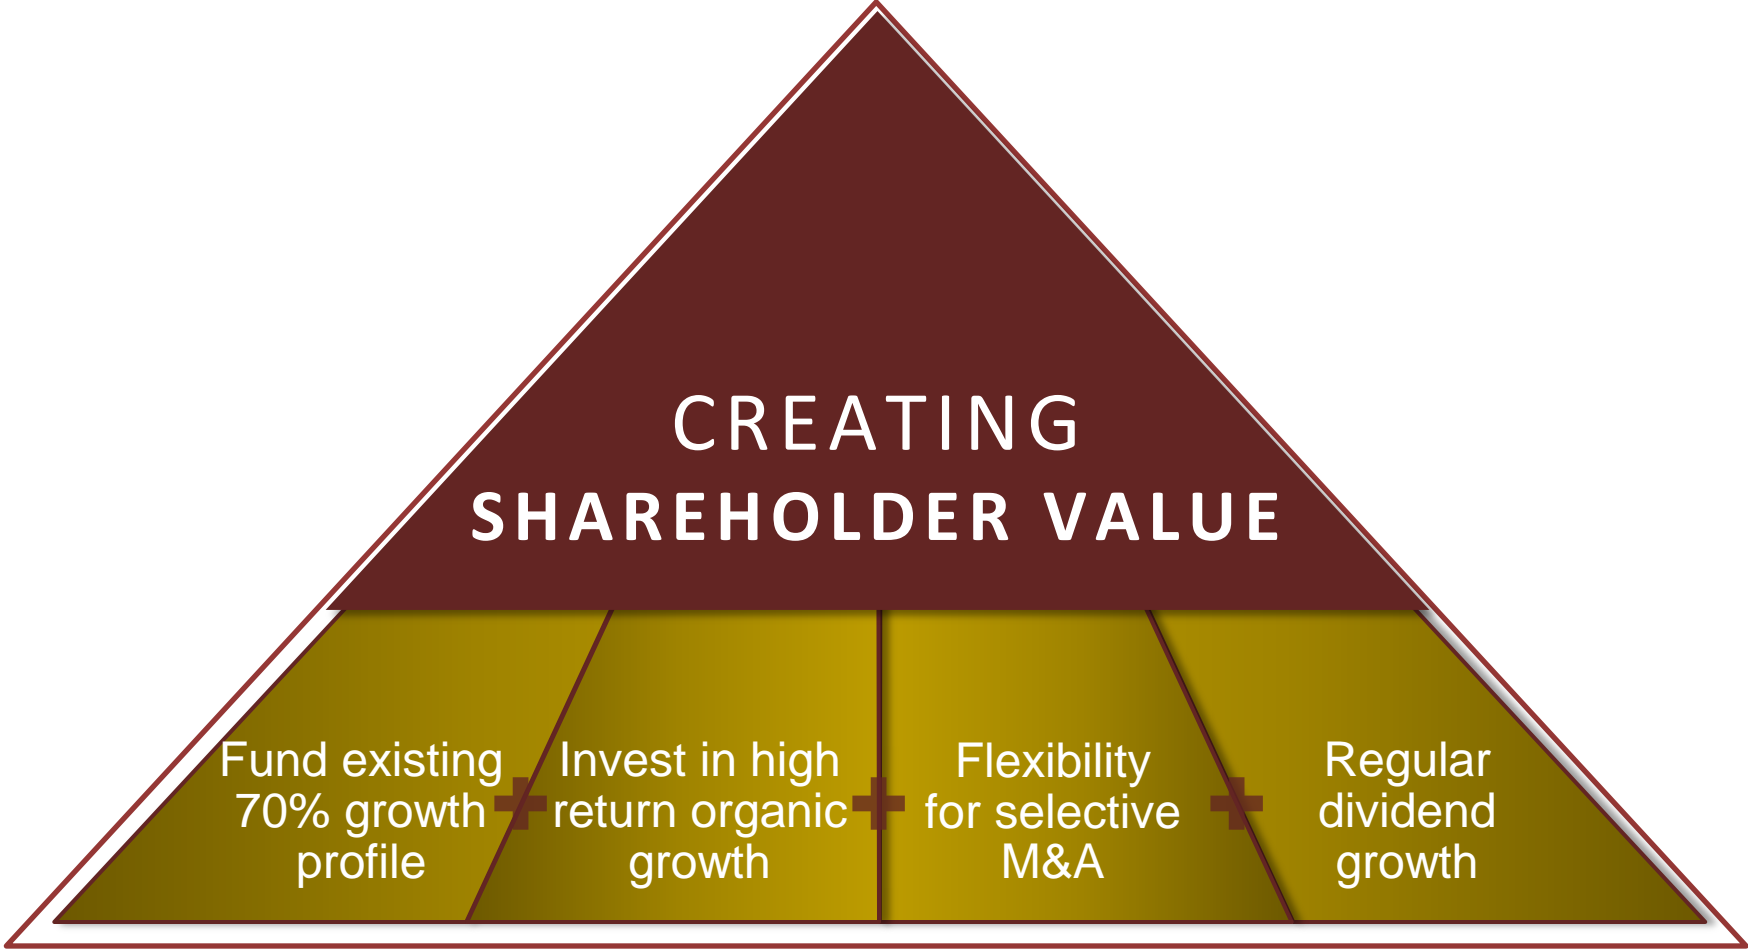 CREATING
SHAREHOLDER VALUE
Fund existing
70% growth
profile
Invest in high
return organic
growth
Flexibility
for selective
M&A
Regular
dividend
growth